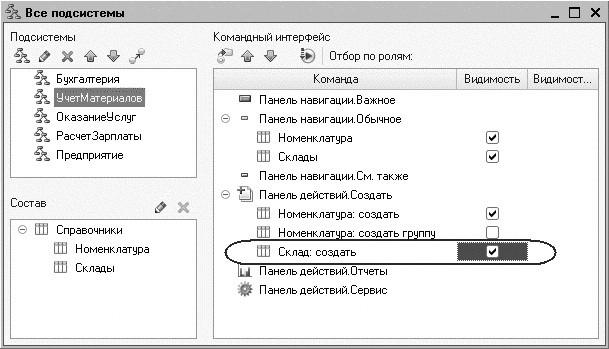 Все подсистемы
Подсистемы
Бухгалтерия
УчетМатериалов
ОказаниеУслуг
РасчетЗарплаты
Предприятие
Состав
Справочники
Номенклатура
Склады
Командный интерфейс
Отбор по ролям:
Команда Видимость Видимост...
Панель навигации.Важное
Панель навигации.Обычное
Номенклатура
Склады
Панель навигации.См. также
Панель действий.Создать
Номенклатура: создать
Номенклатура: создать группу
Склад: создать
Панель действий.Отчеты
Панель действий.Сервис